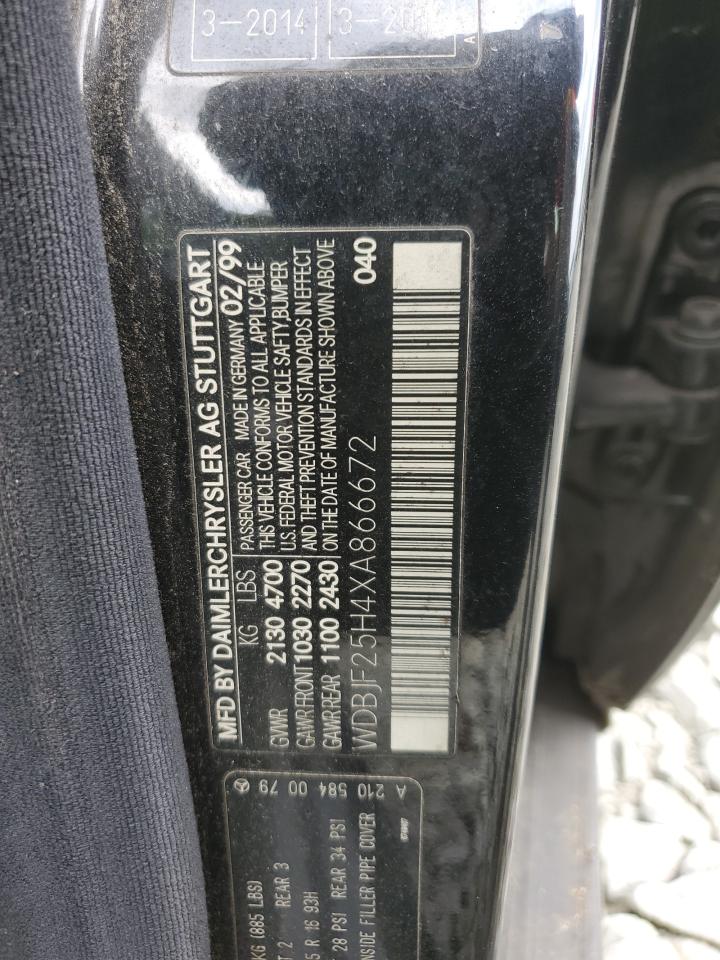 3-2014 3-20
A
MFD BY DAIMLERCHRYSLER AG STUTTGART
KG LBS PASSENGER CAR MADE IN GERMANY 02/99
GVWR 2130 4700 THIS VEHICLE CONFORMS TO ALL APPLICABLE
U.S. FEDERAL MOTOR VEHICLE SAFETY, BUMPER
GAWR FRONT 1030 2270 AND THEFT PREVENTION STANDARDS IN EFFECT
GAWR REAR 1100 2430 ON THE DATE OF MANUFACTURE SHOWN ABOVE
WDBJF25H4XA866672 040
A 210 584 00 79
KG (885 LBS)
T 2 REAR 3
5 R 16 93H
28 PSI REAR 34 PSI
NSIDE FILLER PIPE COVER